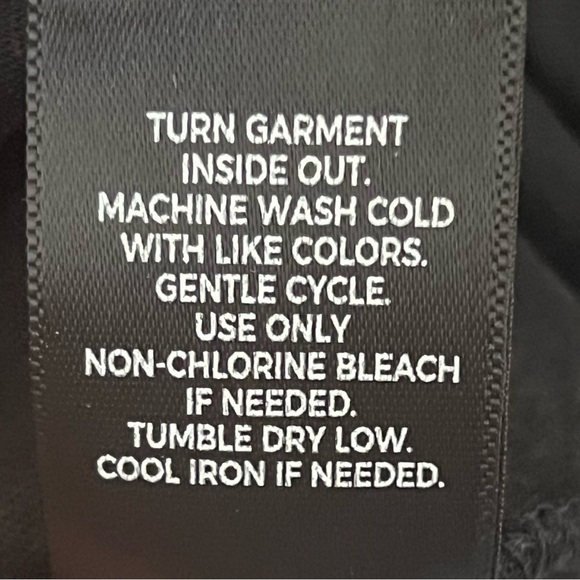 TURN GARMENT
INSIDE OUT.
MACHINE WASH COLD
WITH LIKE COLORS.
GENTLE CYCLE.
USE ONLY
NON-CHLORINE BLEACH
IF NEEDED.
TUMBLE DRY LOW.
COOL IRON IF NEEDED.